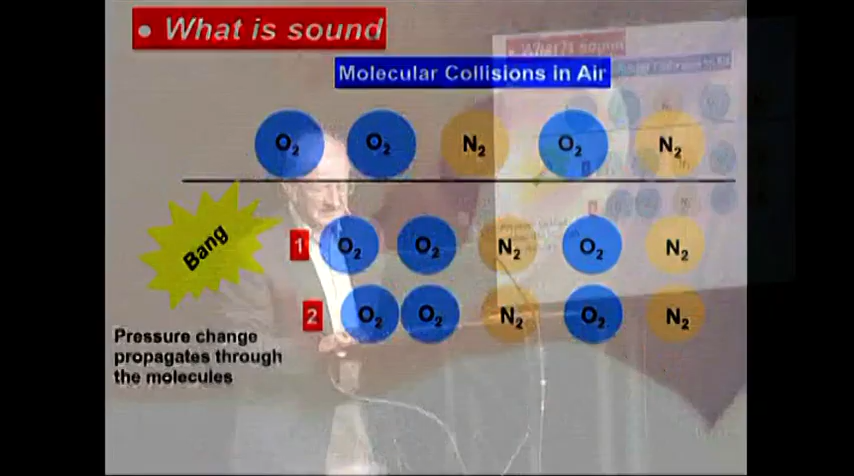 • What is sound
Molecular Collisions in Air
O₂ O₂ N₂ O₂ N₂
Bang
1 O₂ O₂ N₂ O₂ N₂
2 O₂ O₂ N₂ O₂ N₂
Pressure change
propagates through
the molecules